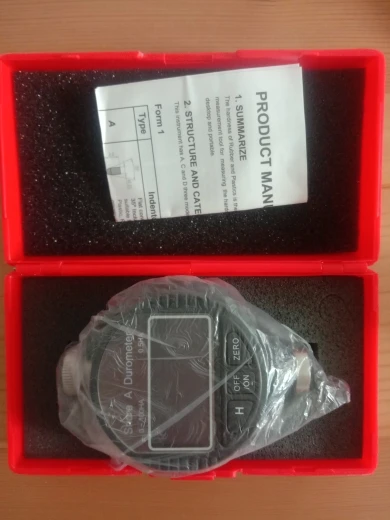 PRODUCT MAN
1. SUMMARIZE
The hardness of Rubber and Plastics is the
measurement tool for measuring the hard
desktop and portable
2. STRUCTURE AND CATE
This instrument has A, C and D three
Form 1
Type
Indent
A
Shore A Durometer
ZERO
OFF
ON
H